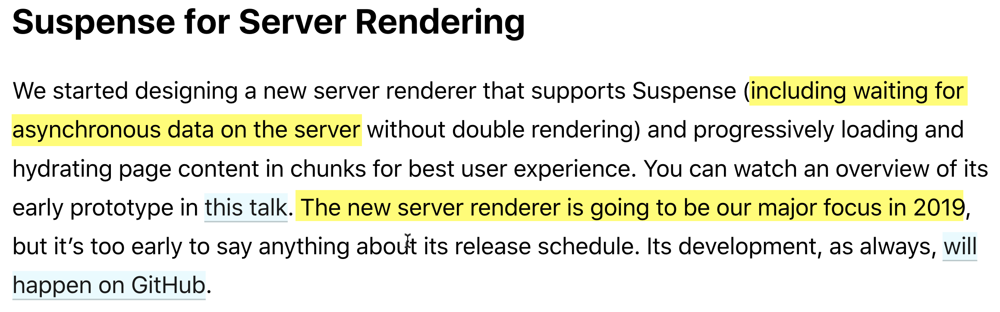 Suspense for Server Rendering
We started designing a new server renderer that supports Suspense (including waiting for
asynchronous data on the server without double rendering) and progressively loading and
hydrating page content in chunks for best user experience. You can watch an overview of its
early prototype in this talk. The new server renderer is going to be our major focus in 2019,
but it’s too early to say anything about its release schedule. Its development, as always, will
happen on GitHub.